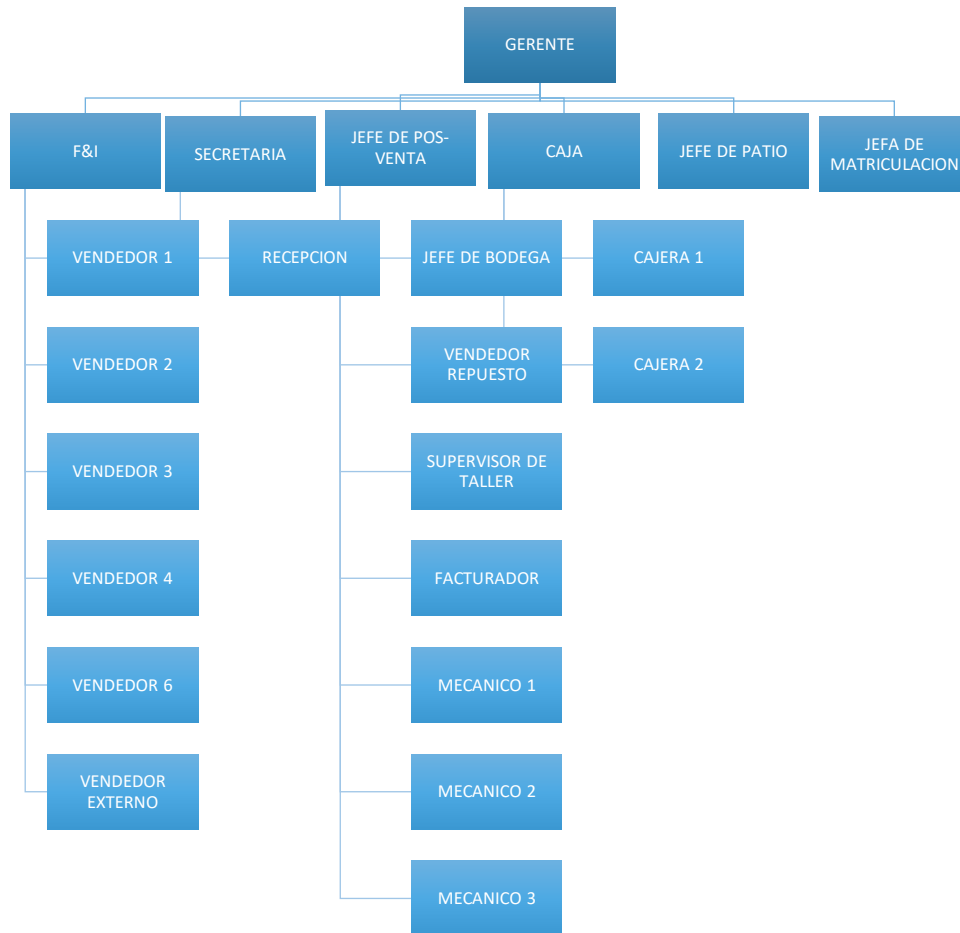 GERENTE
F&I
SECRETARIA
JEFE DE POS-
VENTA
CAJA
JEFE DE PATIO
JEFA DE
MATRICULACION
VENDEDOR 1
RECEPCION
JEFE DE BODEGA
CAJERA 1
VENDEDOR 2
VENDEDOR
REPUESTO
CAJERA 2
VENDEDOR 3
SUPERVISOR DE
TALLER
VENDEDOR 4
FACTURADOR
VENDEDOR 6
MECANICO 1
VENDEDOR
EXTERNO
MECANICO 2
MECANICO 3